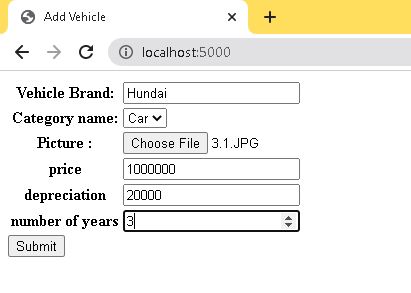 Add Vehicle
localhost:5000
Vehicle Brand: Hundai
Category name: Car
Picture : Choose File 3.1.JPG
price 1000000
depreciation 20000
number of years 3
Submit